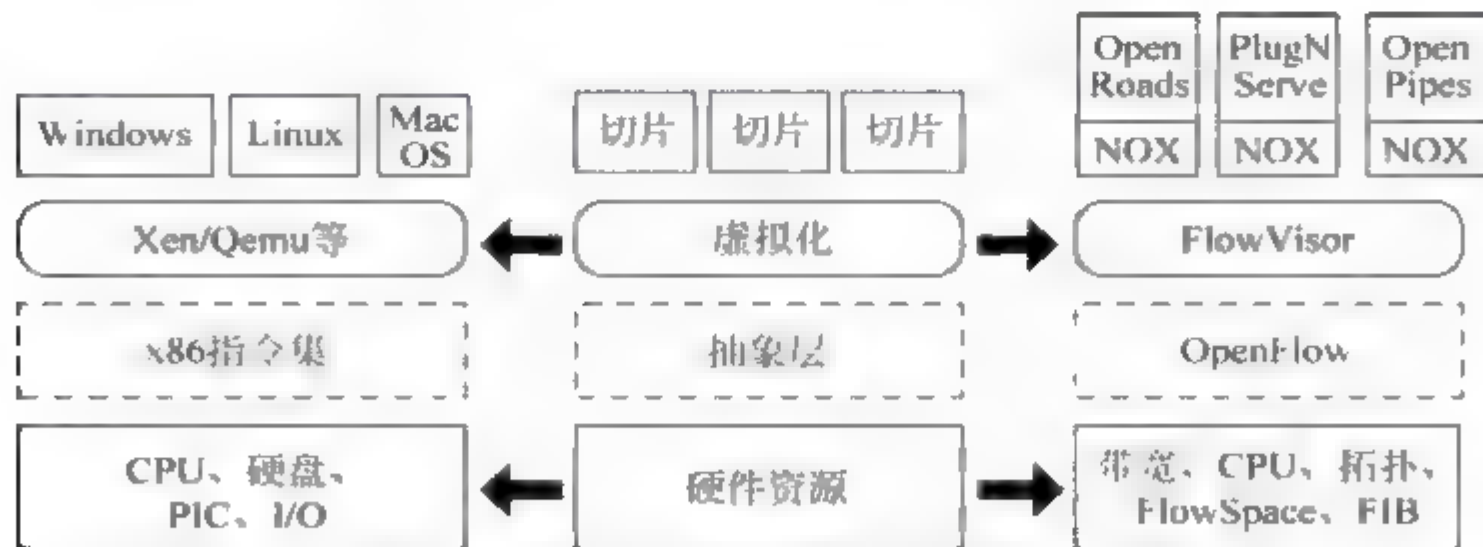 Windows
Linux
Mac
OS
切片
切片
切片
Open
Roads
NOX
PlugN
Serve
NOX
Open
Pipes
NOX
Xen/Qemu等
虚拟化
FlowVisor
x86指令集
抽象层
OpenFlow
CPU、硬盘、
PIC、I/O
硬件资源
带宽、CPU、拓扑、
FlowSpace、FIB